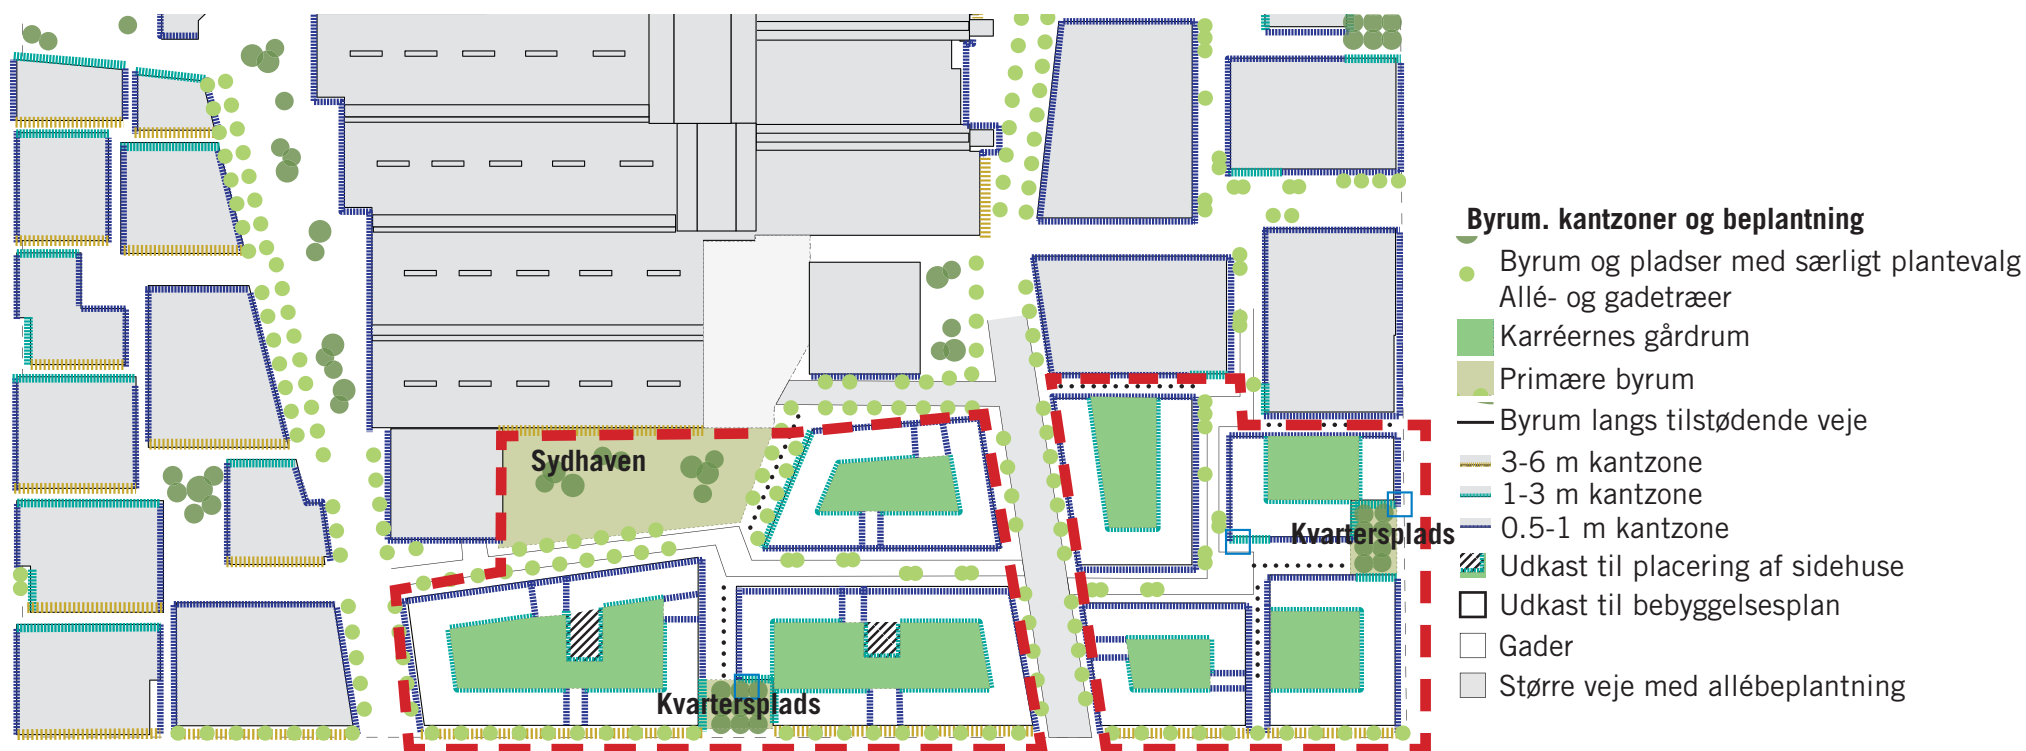 Sydhaven
Kvartersplads
Kvartersplads
Byrum. kantzoner og beplantning
Byrum og pladser med særligt plantevalg
Allé- og gadetræer
Karréernes gårdrum
Primære byrum
Byrum langs tilstødende veje
3-6 m kantzone
1-3 m kantzone
0.5-1 m kantzone
Udkast til placering af sidehuse
Udkast til bebyggelsesplan
Gader
Større veje med allébeplantning